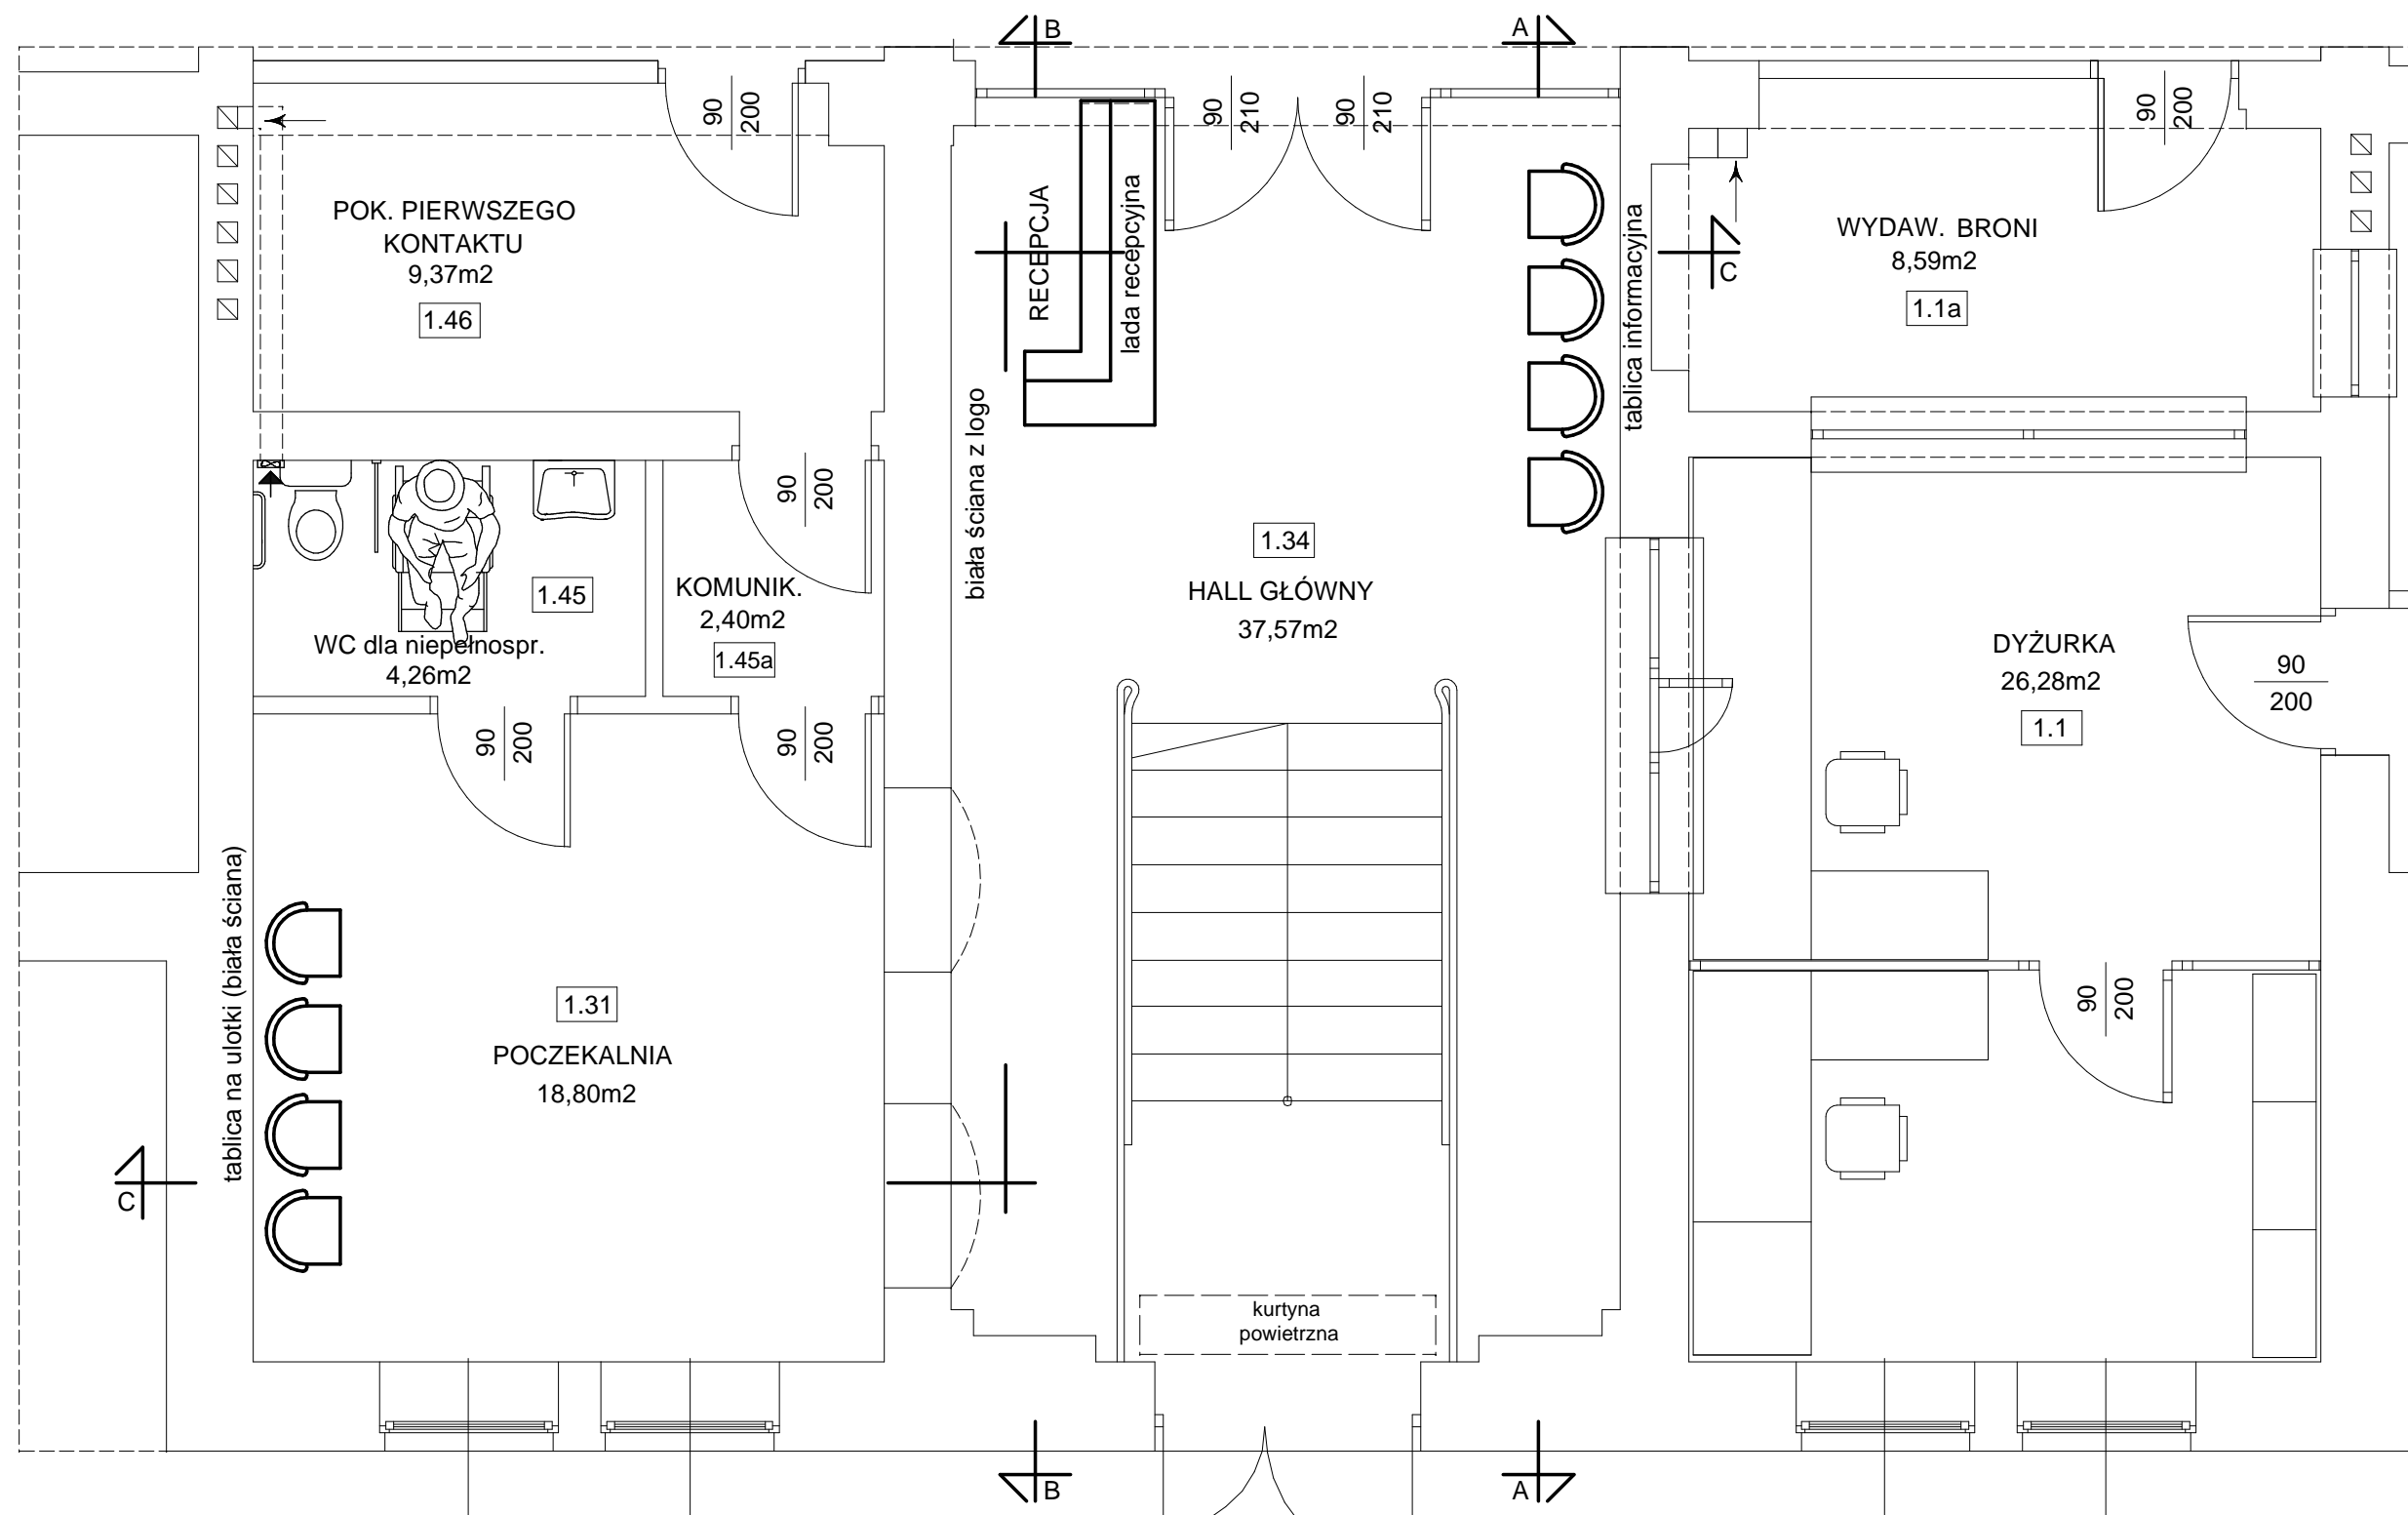 B
A
90
200
90
210
90
210
90
200
POK. PIERWSZEGO
KONTAKTU
9,37m2
1.46
RECEPCJA
lada recepcyjna
tablica informacyjna
C
WYDAW. BRONI
8,59m2
1.1a
biała ściana z logo
90
200
1.45
WC dla niepełnospr.
4,26m2
KOMUNIK.
2,40m2
1.45a
1.34
HALL GŁÓWNY
37,57m2
DYŻURKA
26,28m2
1.1
90
200
90
200
90
200
tablica na ulotki (biała ściana)
1.31
POCZEKALNIA
18,80m2
90
200
C
kurtyna
powietrzna
B
A